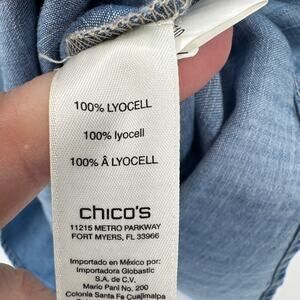 100% LYOCELL
100% lyocell
100% Â LYOCELL
chico's
11215 METRO PARKWAY
FORT MYERS, FL 33966
Importado en México por:
Importadora Globastic
S.A. de C.V.
Mario Pani No. 200
Colonia Santa Fe Cuajimalpa